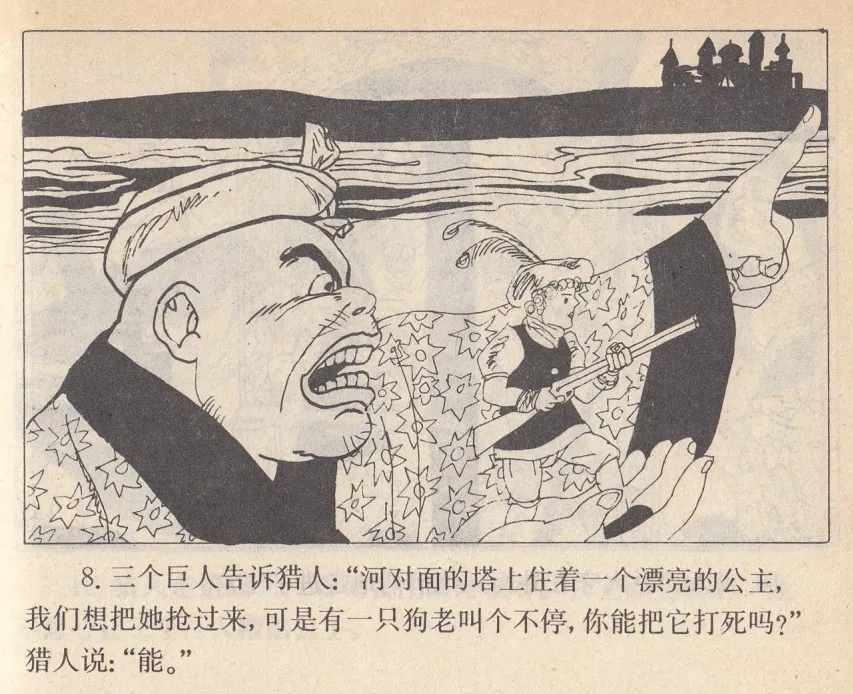 8. 三个巨人告诉猎人:“河对面的塔上住着一个漂亮的公主,
我们想把她抢过来, 可是有一只狗老叫个不停, 你能把它打死吗?”
猎人说:“能。”